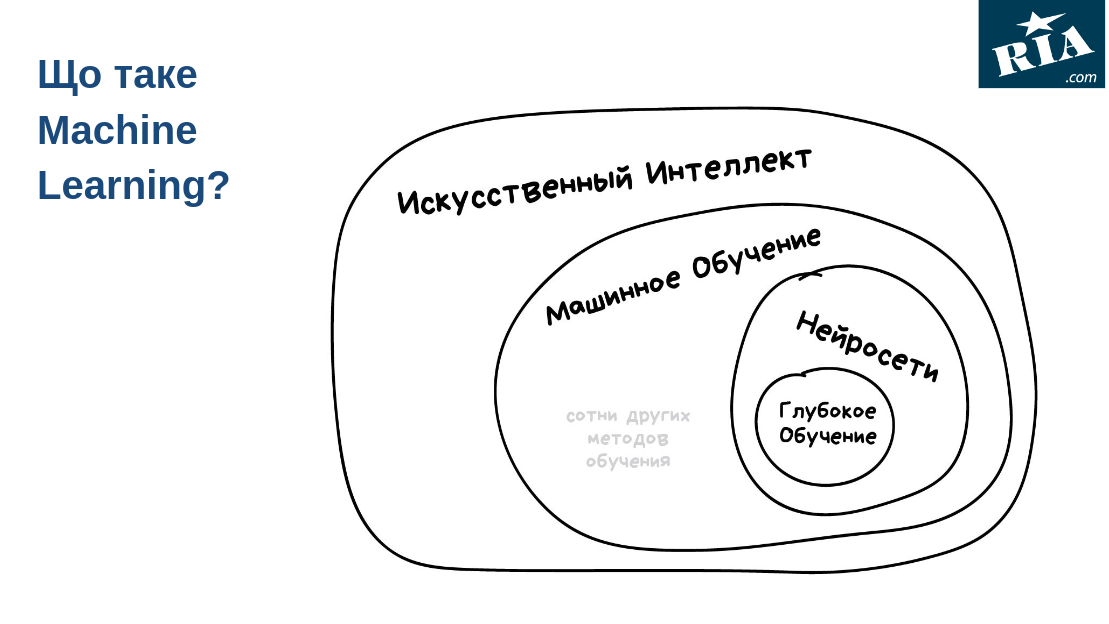 Що таке
Machine
Learning?
RIA
.com
Искусственный Интеллект
Машинное Обучение
Нейросети
Глубокое
Обучение
сотни других
методов
обучения